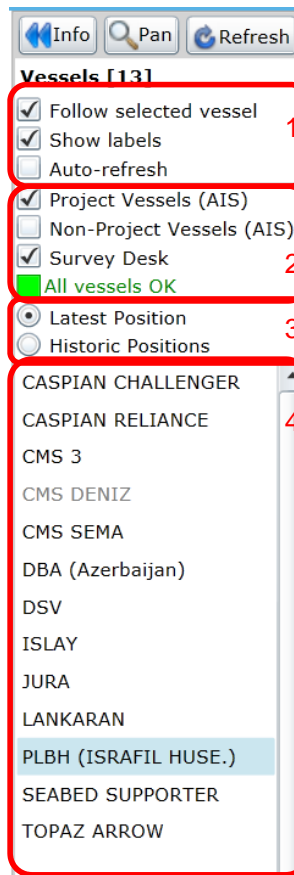 Info Pan Refresh
Vessels [13]
Follow selected vessel
1
Show labels
Auto-refresh
Project Vessels (AIS)
Non-Project Vessels (AIS)
Survey Desk
2
All vessels OK
Latest Position
3
Historic Positions
CASPIAN CHALLENGER
CASPIAN RELIANCE
4
CMS 3
CMS DENIZ
CMS SEMA
DBA (Azerbaijan)
DSV
ISLAY
JURA
LANKARAN
PLBH (ISRAFIL HUSE.)
SEABED SUPPORTER
TOPAZ ARROW